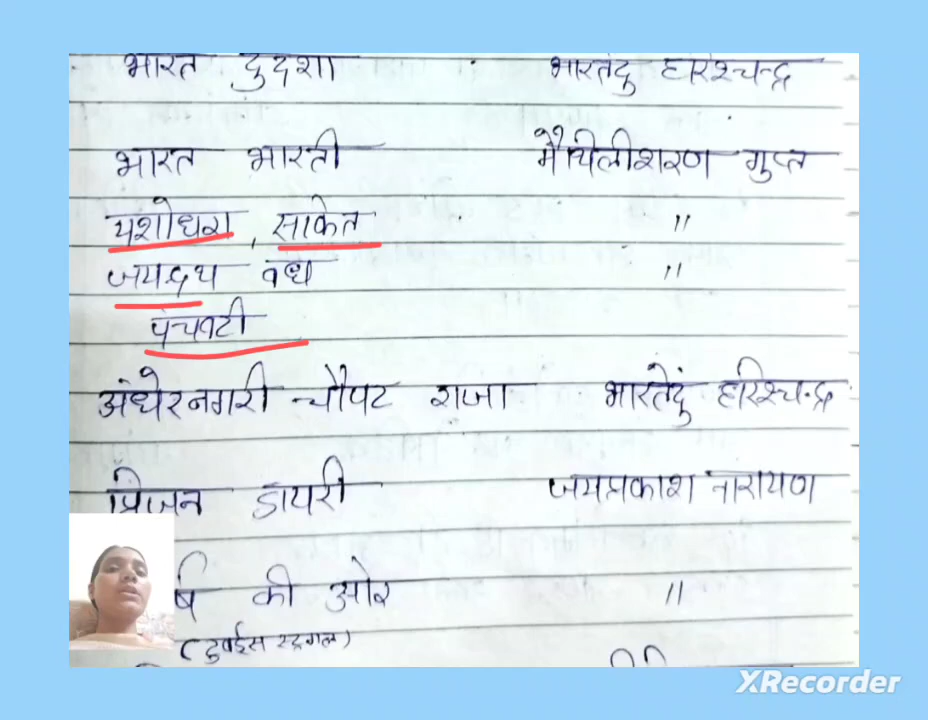 भारत दुदशा भारतेंदु हरिश्चन्द्र
भारत भारती मैथिलीशरण गुप्त
यशोधरा, साकेत "
जयद्रथ वध "
पंचवटी
अंधेरनगरी चौपट राजा भारतेंदु हरिश्चन्द्र
प्रिजन डायरी जयप्रकाश नारायण
की ओर "
(टुवर्ड्स स्ट्रगल)
XRecorder